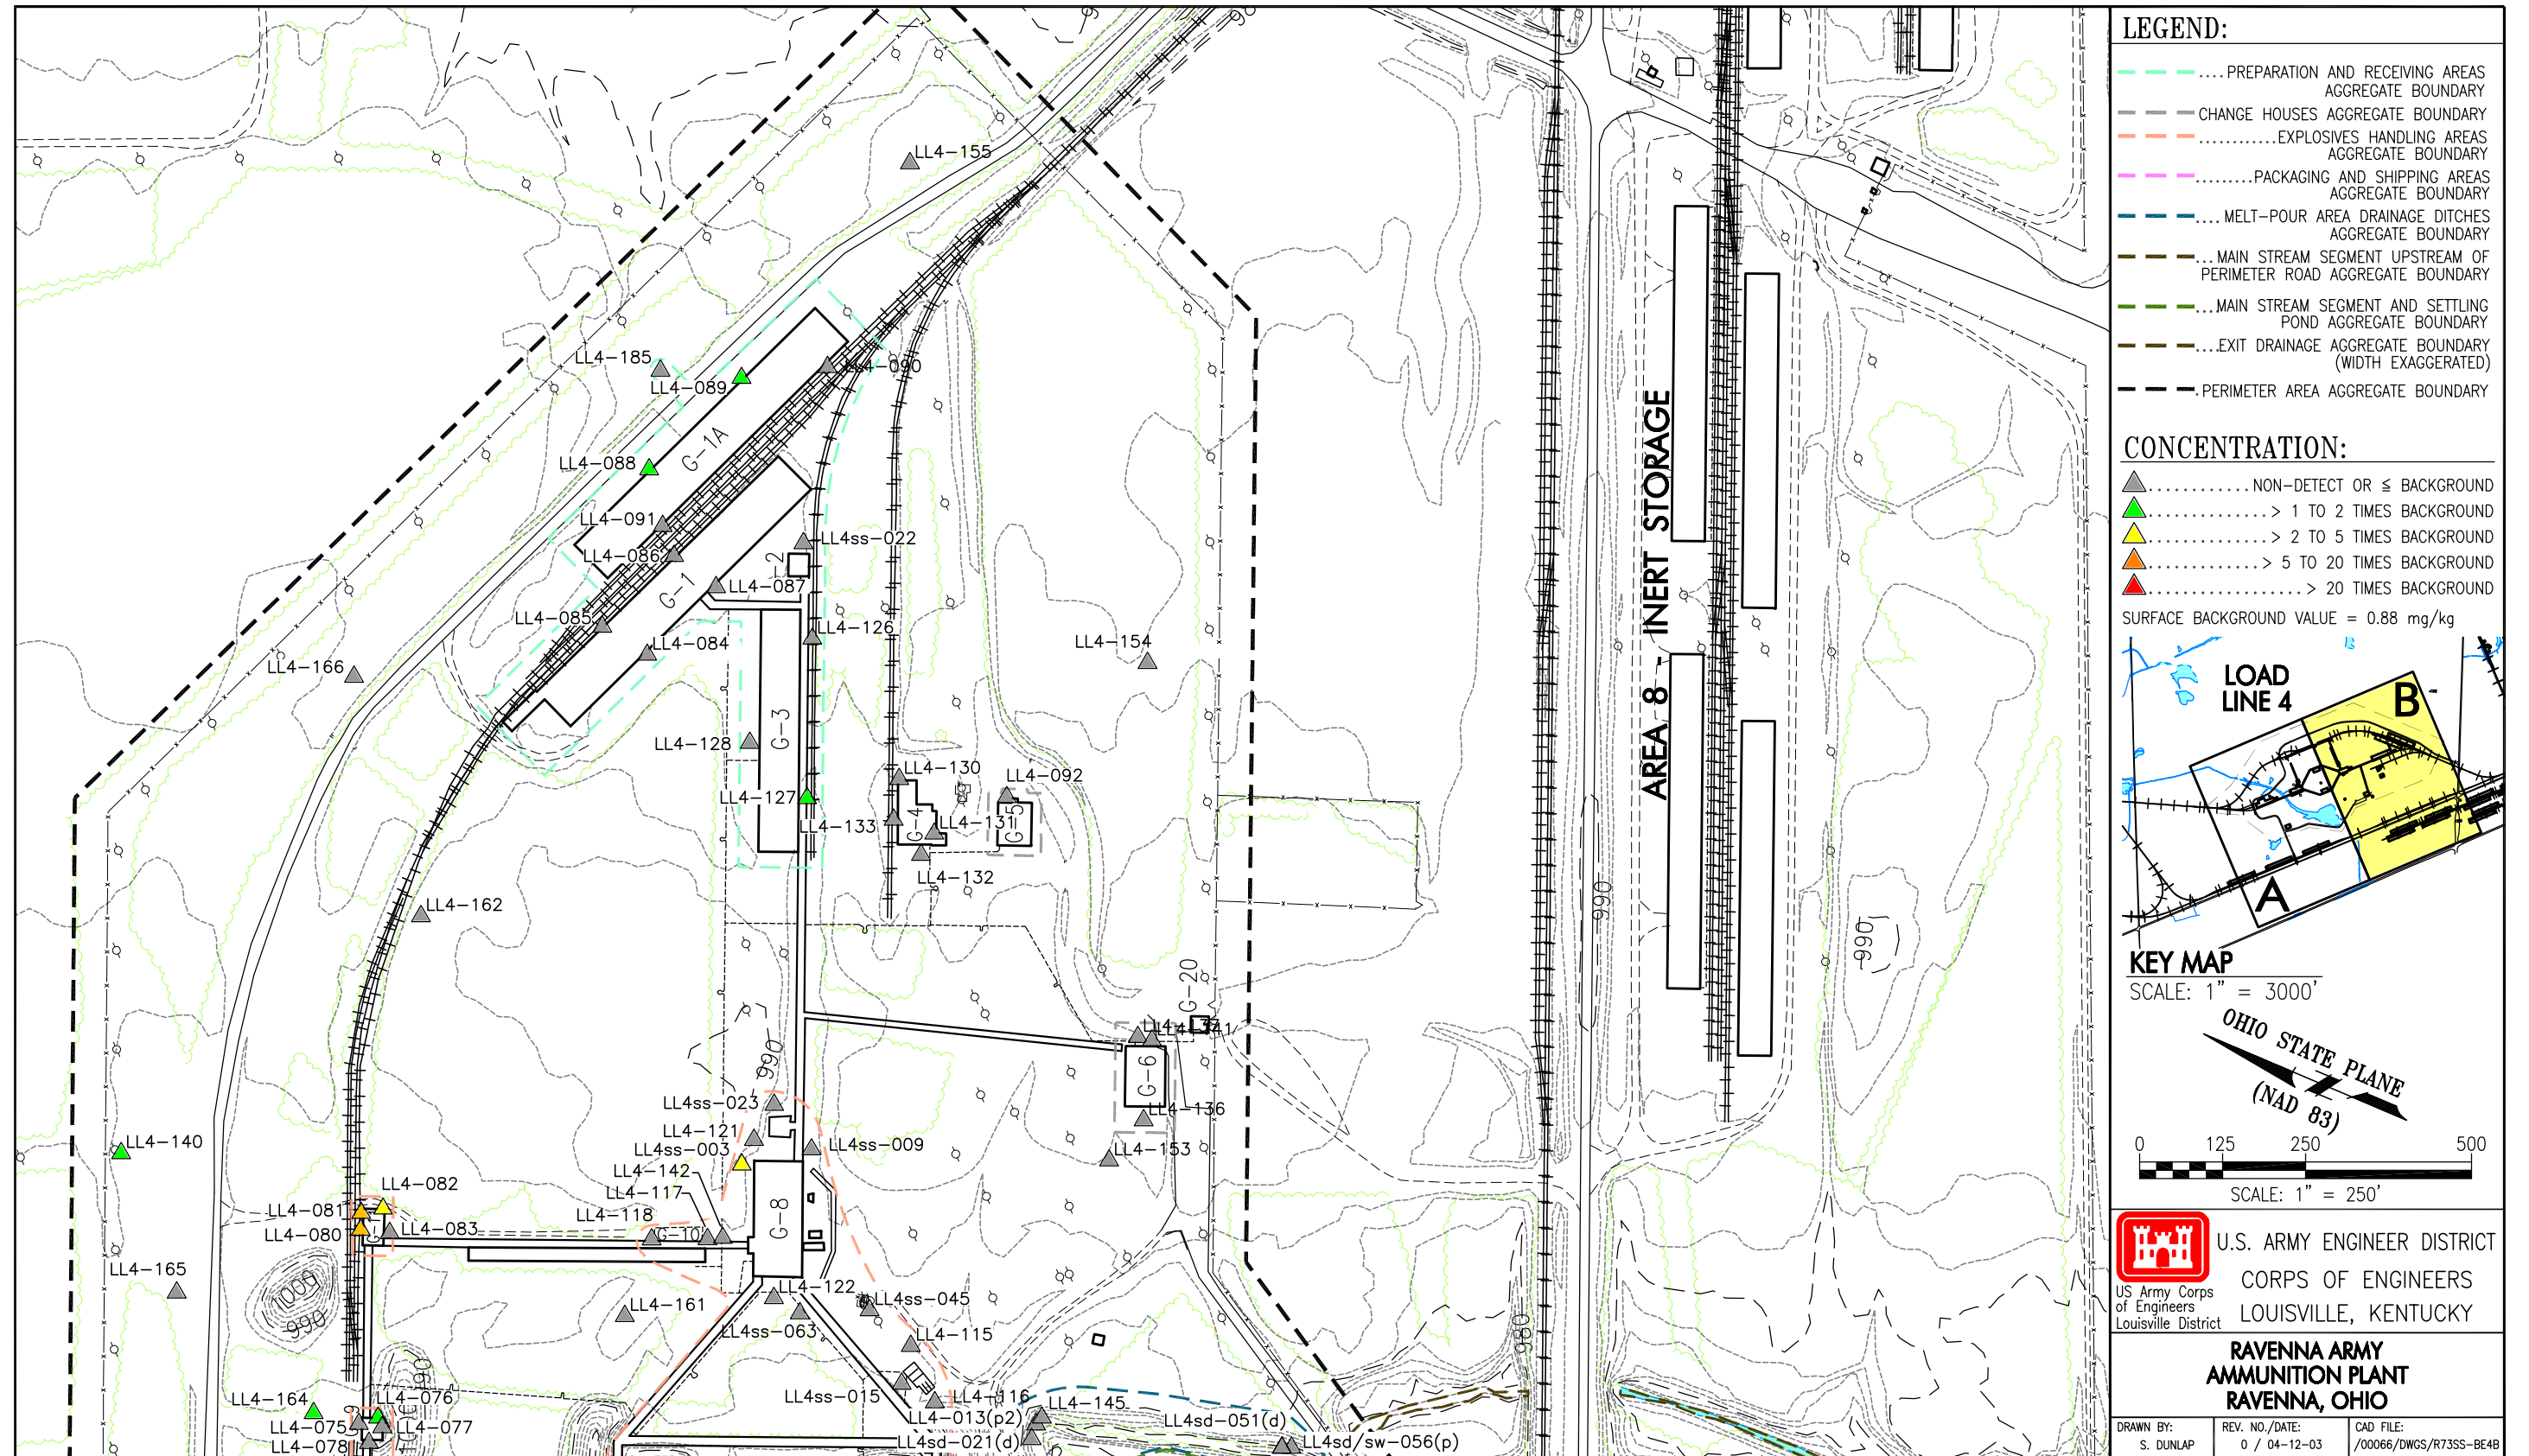 LL4-155
LL4-185
LL4-089
LL4-090
LL4-088
G-1A
LL4-091
LL4ss-022
LL4-086
2
LL4-087
G-1
LL4-085
LL4-126
LL4-084
LL4-154
LL4-166
G-3
LL4-128
LL4-130
LL4-092
LL4-127
LL4-133
G-4
LL4-131
G-5
LL4-132
LL4-162
AREA 8 - INERT STORAGE
990
990
G-20
990
G-6
LL4-136
LL4ss-023
LL4-121
LL4ss-003
LL4ss-009
LL4-140
LL4-142
LL4-153
LL4-082
LL4-117
LL4-081
LL4-118
LL4-080
LL4-083
G-10
G-8
LL4-165
1000
990
LL4-161
LL4-122
LL4ss-045
LL4ss-063
LL4-115
980
990
LL4-164
LL4-076
LL4ss-015
LL4-116
LL4-145
LL4-075
LL4-077
LL4-013(p2)
LL4sd-051(d)
LL4-078
LL4sd-021(d)
LL4sd/sw-056(p)
LEGEND:
....PREPARATION AND RECEIVING AREAS
AGGREGATE BOUNDARY
CHANGE HOUSES AGGREGATE BOUNDARY
...........EXPLOSIVES HANDLING AREAS
AGGREGATE BOUNDARY
........PACKAGING AND SHIPPING AREAS
AGGREGATE BOUNDARY
....MELT-POUR AREA DRAINAGE DITCHES
AGGREGATE BOUNDARY
...MAIN STREAM SEGMENT UPSTREAM OF
PERIMETER ROAD AGGREGATE BOUNDARY
...MAIN STREAM SEGMENT AND SETTLING
POND AGGREGATE BOUNDARY
....EXIT DRAINAGE AGGREGATE BOUNDARY
(WIDTH EXAGGERATED)
.PERIMETER AREA AGGREGATE BOUNDARY
CONCENTRATION:
............NON-DETECT OR ≤ BACKGROUND
..............> 1 TO 2 TIMES BACKGROUND
..............> 2 TO 5 TIMES BACKGROUND
.............> 5 TO 20 TIMES BACKGROUND
..................> 20 TIMES BACKGROUND
SURFACE BACKGROUND VALUE = 0.88 mg/kg
LOAD
LINE 4
B
A
KEY MAP
SCALE: 1" = 3000'
OHIO STATE PLANE
(NAD 83)
0 125 250 500
SCALE: 1" = 250'
US Army Corps
of Engineers
Louisville District
U.S. ARMY ENGINEER DISTRICT
CORPS OF ENGINEERS
LOUISVILLE, KENTUCKY
RAVENNA ARMY
AMMUNITION PLANT
RAVENNA, OHIO
DRAWN BY:
S. DUNLAP
REV. NO./DATE:
0 / 04-12-03
CAD FILE:
/00066/DWGS/R73SS-BE4B